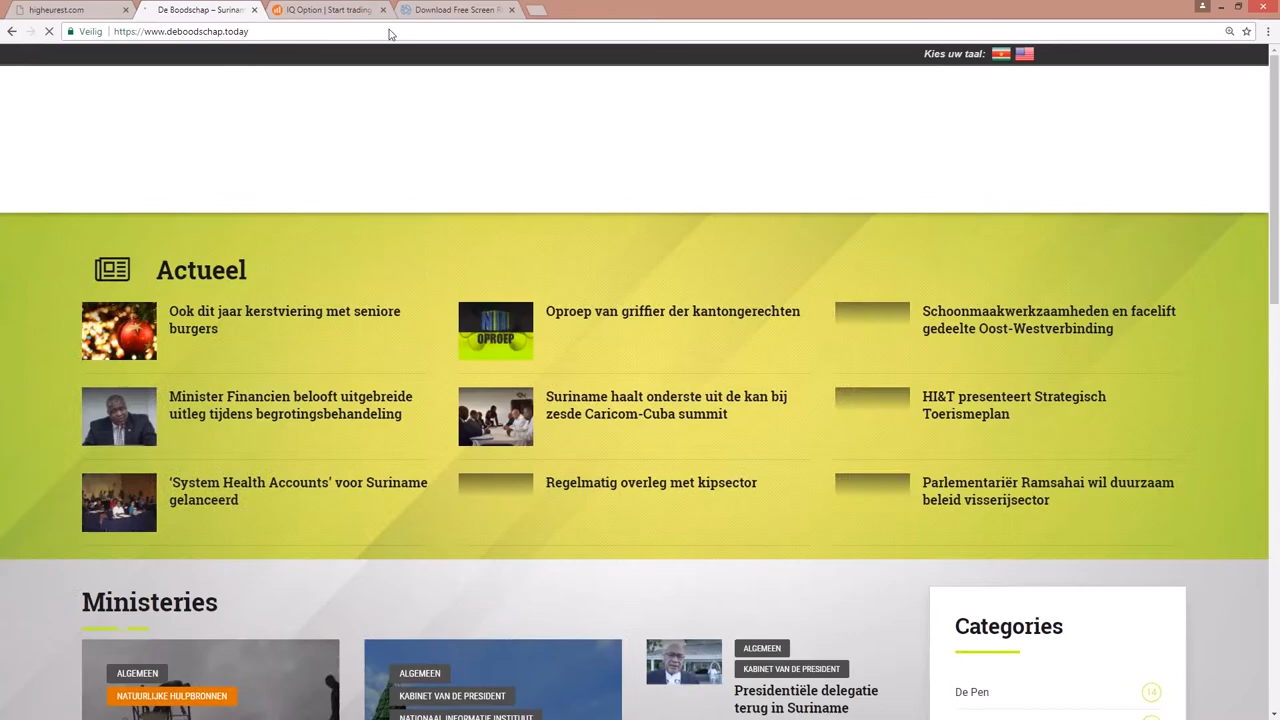 higheurest.com
De Boodschap – Surinam
IQ Option | Start trading
Download Free Screen R
Veilig
https://www.deboodschap.today
Kies uw taal:
Actueel
Ook dit jaar kerstviering met seniore
burgers
Oproep van griffier der kantongerechten
OPROEP
Schoonmaakwerkzaamheden en facelift
gedeelte Oost-Westverbinding
Minister Financien belooft uitgebreide
uitleg tijdens begrotingsbehandeling
Suriname haalt onderste uit de kan bij
zesde Caricom-Cuba summit
HI&T presenteert Strategisch
Toerismeplan
‘System Health Accounts’ voor Suriname
gelanceerd
Regelmatig overleg met kipsector
Parlementariër Ramsahai wil duurzaam
beleid visserijsector
Ministeries
ALGEMEEN
NATUURLIJKE HULPBRONNEN
ALGEMEEN
KABINET VAN DE PRESIDENT
NATIONAAL INFORMATIE INSTITUUT
ALGEMEEN
KABINET VAN DE PRESIDENT
Presidentiële delegatie
terug in Suriname
Categories
De Pen
14